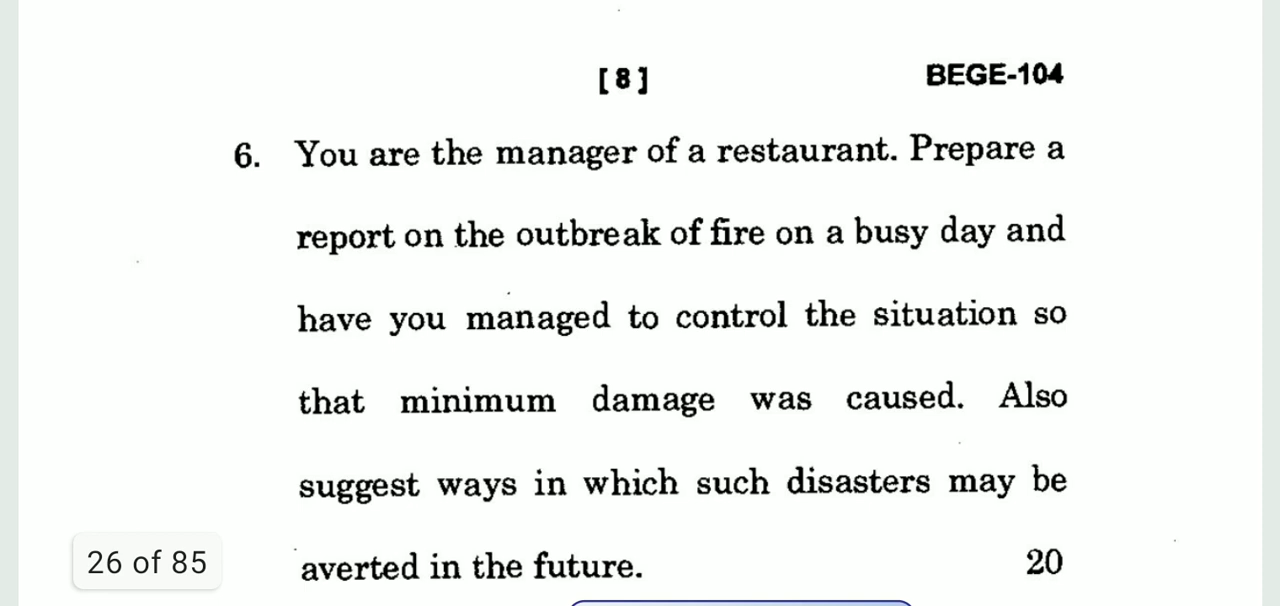 [ 8 ] BEGE-104
6. You are the manager of a restaurant. Prepare a
report on the outbreak of fire on a busy day and
have you managed to control the situation so
that minimum damage was caused. Also
suggest ways in which such disasters may be
averted in the future. 20
26 of 85